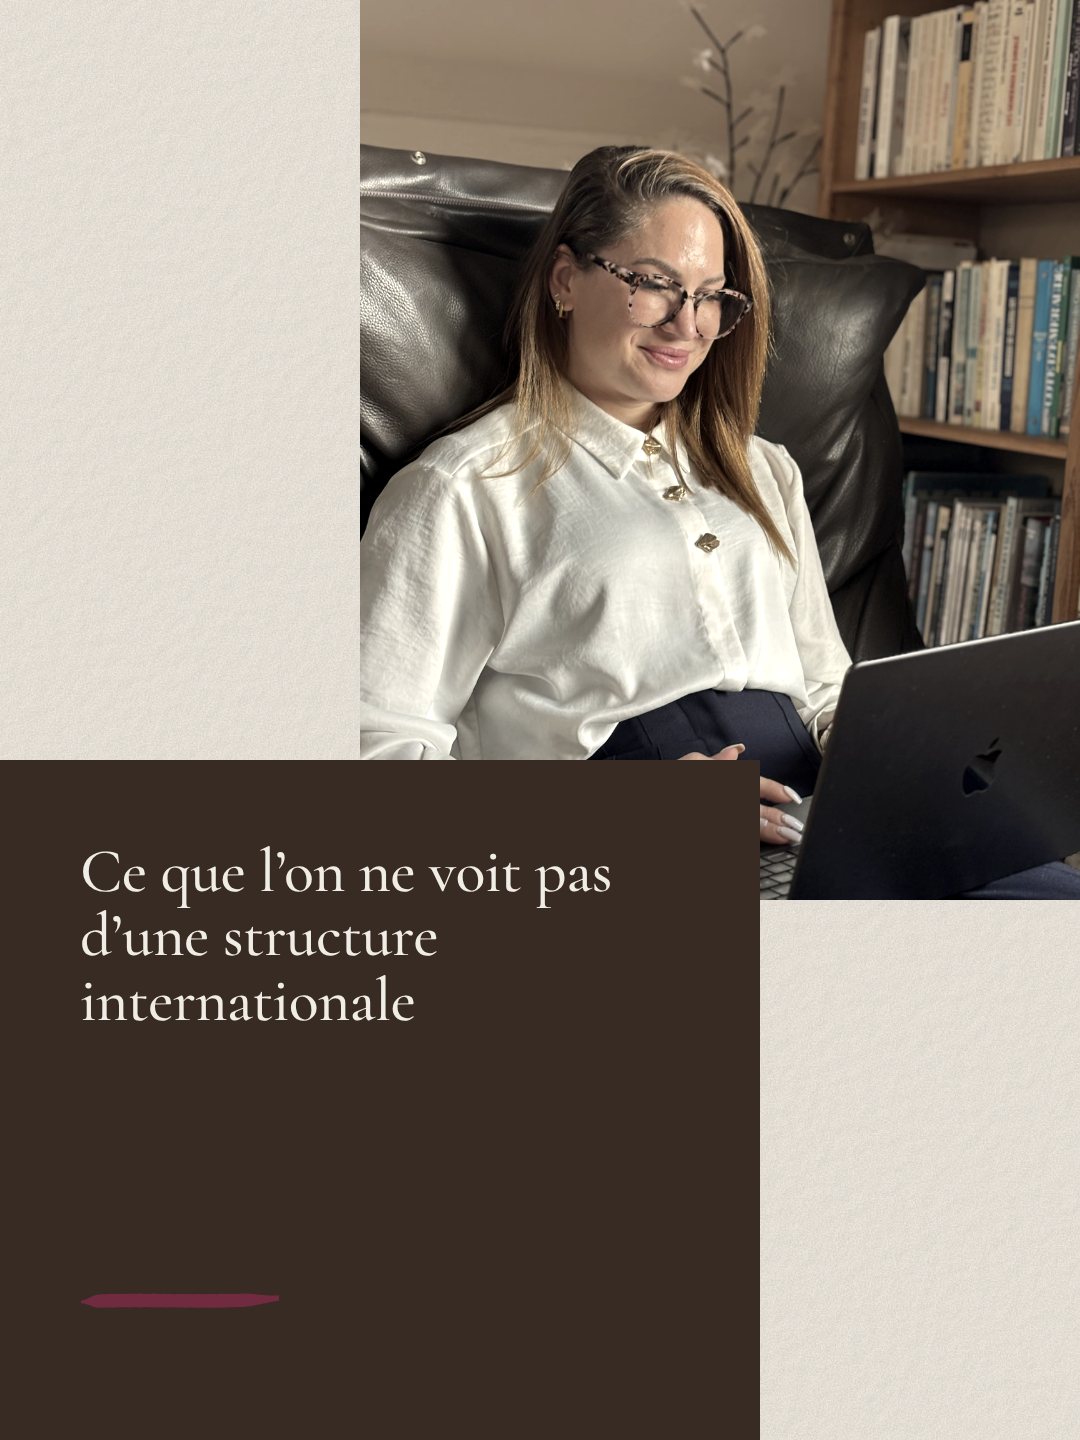 Ce que l’on ne voit pas
d’une structure
internationale